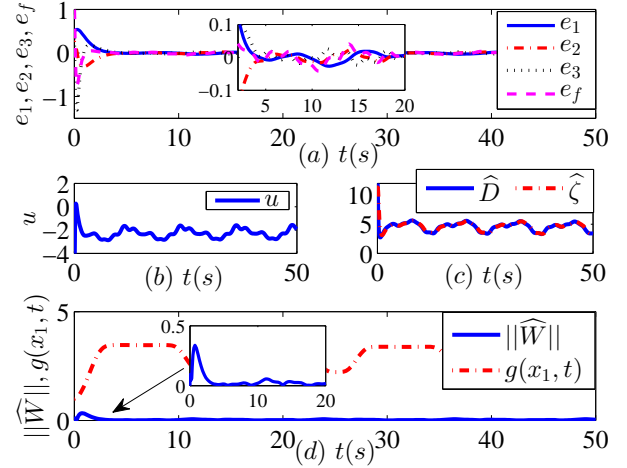 e₁, e₂, e₃, e_f
1
0
−1
0.1
0
−0.1
5 10 15 20
e₁
e₂
e₃
e_f
0 10 20 30 40 50
(a) t(s)
u
2
0
−2
−4
u
0 50
(b) t(s)
10
5
0
D̂ ζ̂
0 50
(c) t(s)
||Ŵ||, g(x₁, t)
5
0
0.5
0
0 10 20
||Ŵ||
g(x₁, t)
0 10 20 30 40 50
(d) t(s)